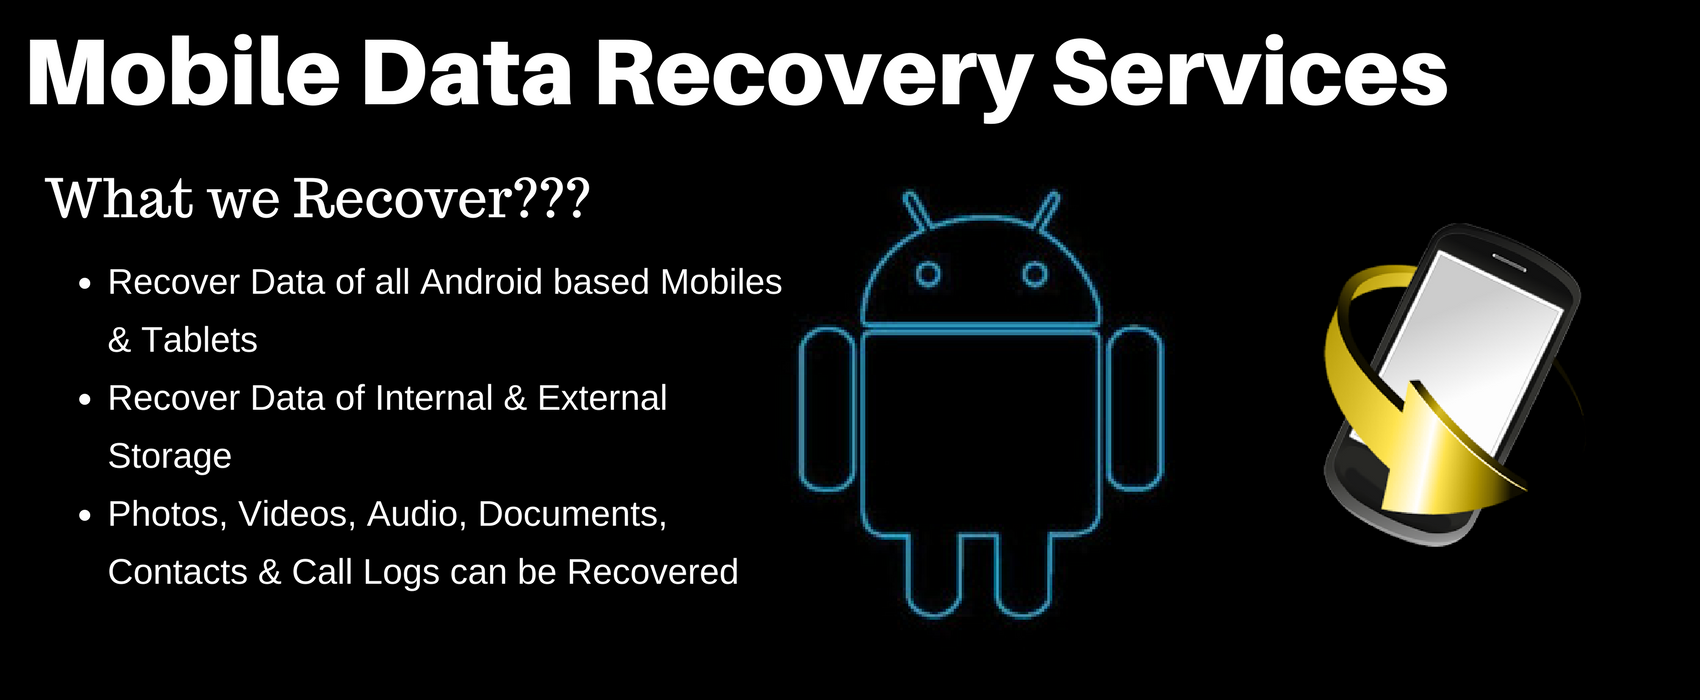 Mobile Data Recovery Services
What we Recover???
• Recover Data of all Android based Mobiles
& Tablets
• Recover Data of Internal & External
Storage
• Photos, Videos, Audio, Documents,
Contacts & Call Logs can be Recovered